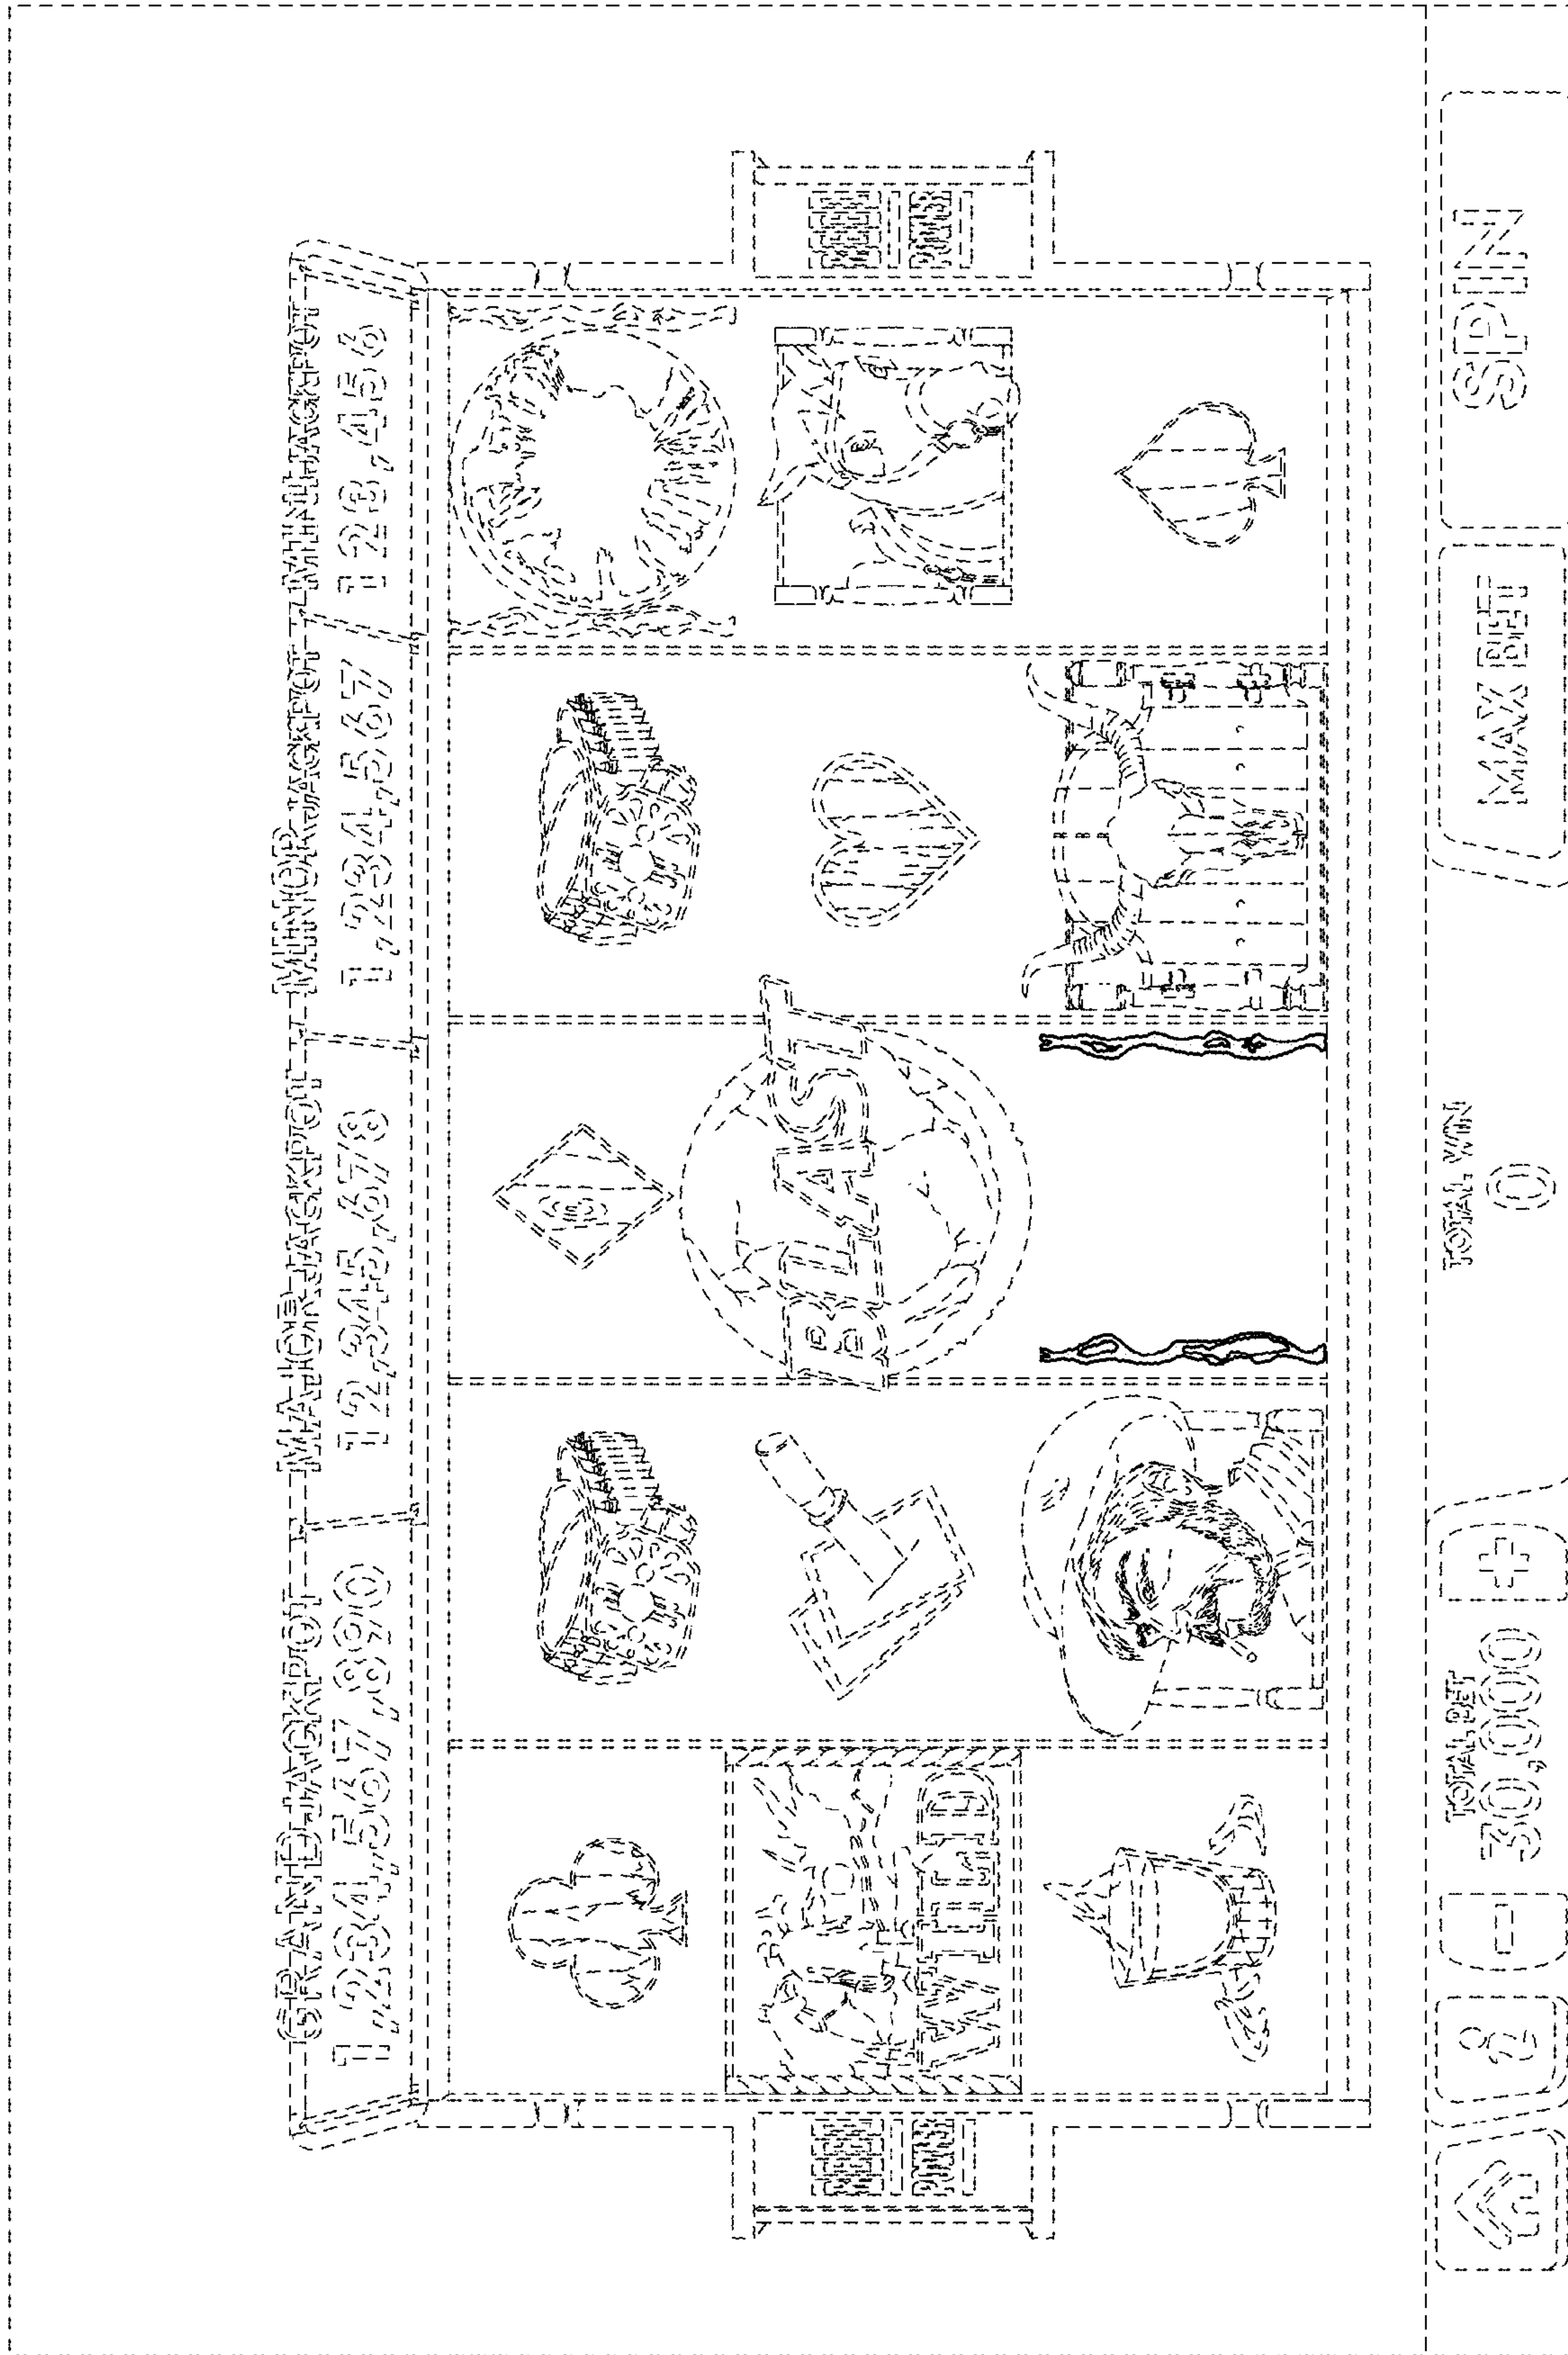 GRAND JACKPOT MAJOR JACKPOT MINOR JACKPOT MINI JACKPOT
1,234,567,890 12,345,678 1,234,567 123,456
BLAST
WILD
TOTAL BET TOTAL WIN
i - 30,000 + 0 MAX BET SPIN